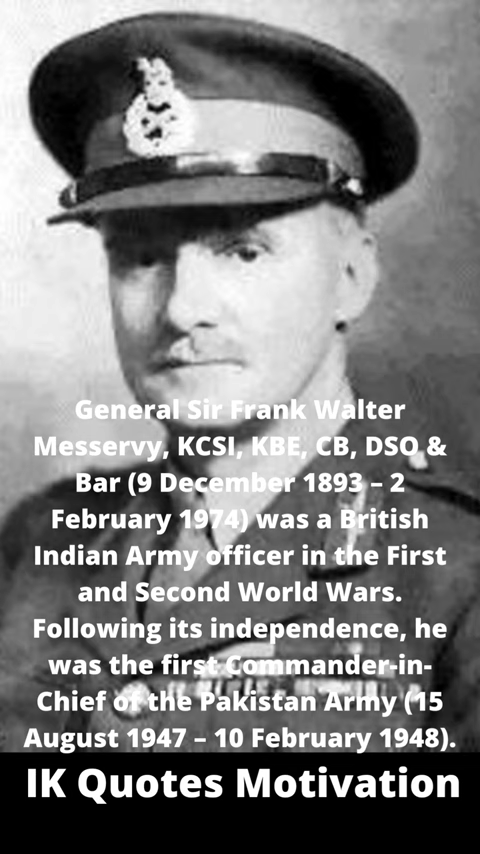 General Sir Frank Walter
Messervy, KCSI, KBE, CB, DSO &
Bar (9 December 1893 – 2
February 1974) was a British
Indian Army officer in the First
and Second World Wars.
Following its independence, he
was the first Commander-in-
Chief of the Pakistan Army (15
August 1947 – 10 February 1948).
IK Quotes Motivation